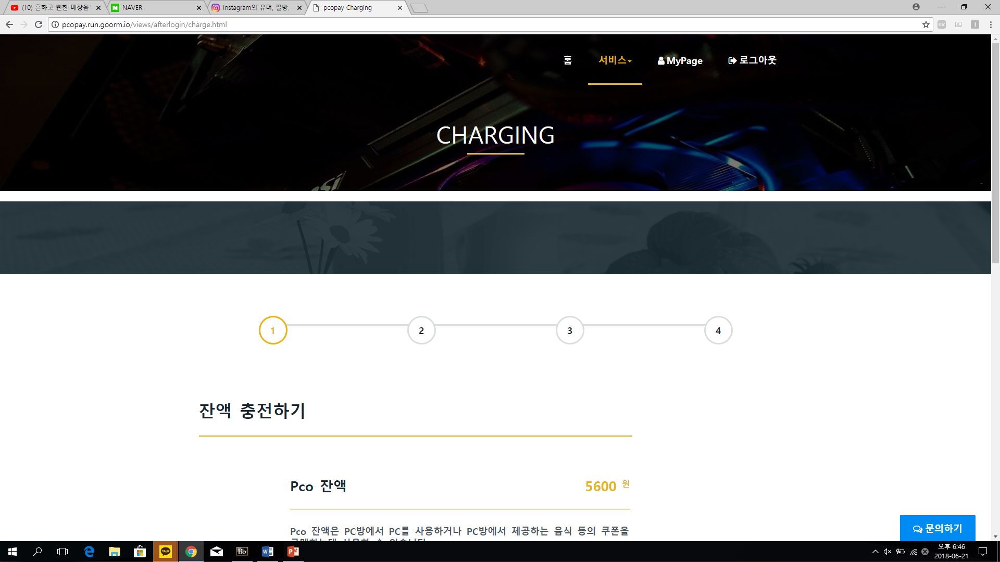 (10) 흔하고 뻔한 매장음
NAVER
Instagram의 유머, 짤방,
pcopay Charging
pcopay.run.goorm.io/views/afterlogin/charge.html
홈
서비스
MyPage
로그아웃
CHARGING
1
2
3
4
잔액 충전하기
Pco 잔액
5600 원
Pco 잔액은 PC방에서 PC를 사용하거나 PC방에서 제공하는 음식 등의 쿠폰을
문의하기
TALK
Bb
오후 6:46
2018-06-21